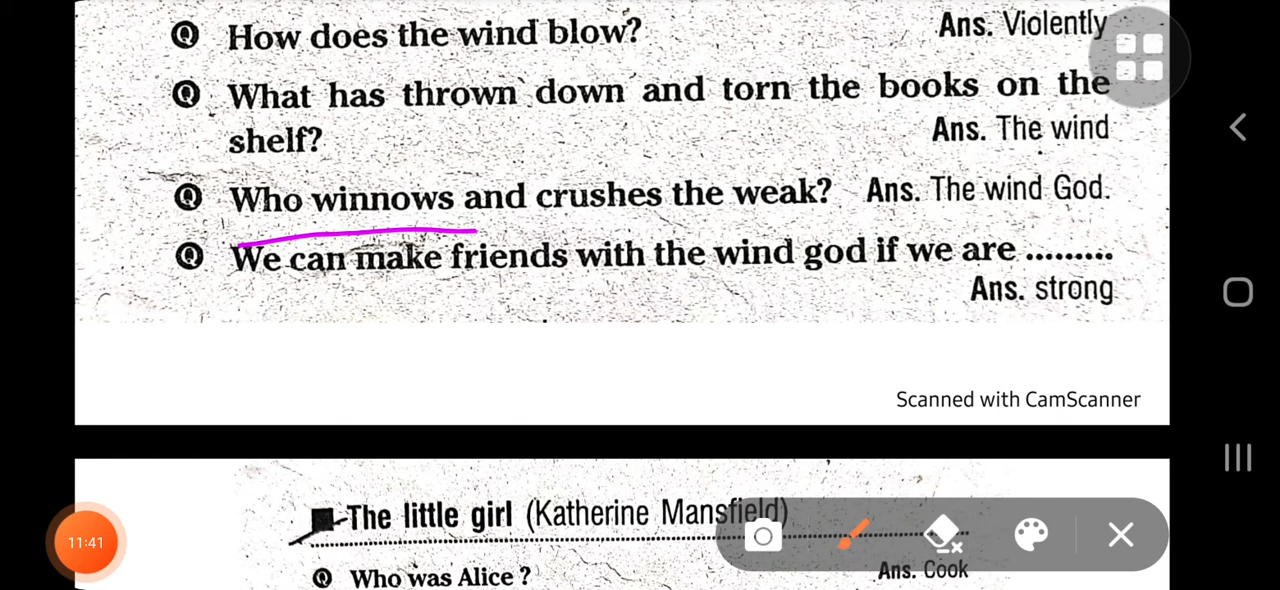 Q How does the wind blow? Ans. Violently
Q What has thrown down and torn the books on the
shelf? Ans. The wind
Q Who winnows and crushes the weak? Ans. The wind God.
Q We can make friends with the wind god if we are .........
Ans. strong
Scanned with CamScanner
The little girl (Katherine Mansfield)
Q Who was Alice ? Ans. Cook
11:41